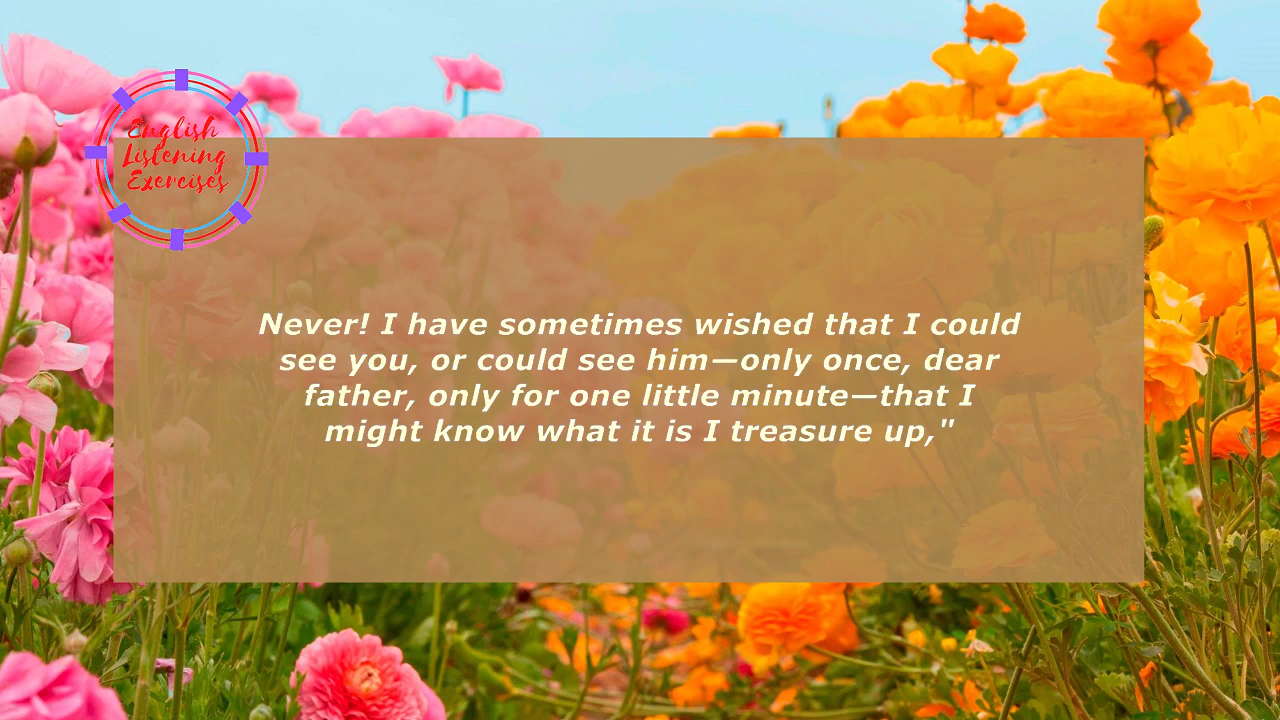 English
Listening
Exercises
Never! I have sometimes wished that I could
see you, or could see him—only once, dear
father, only for one little minute—that I
might know what it is I treasure up,"